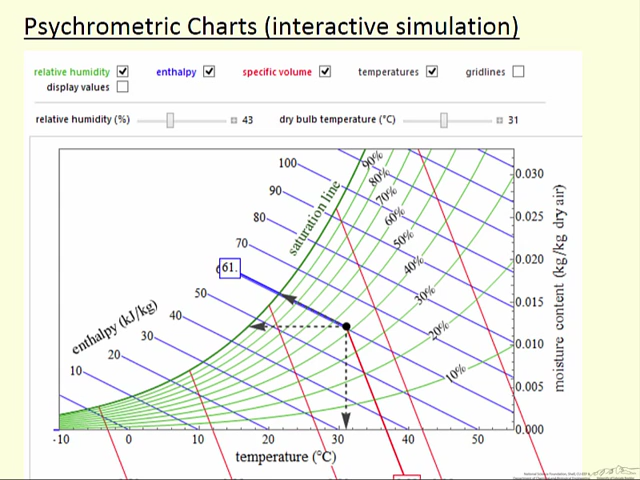 Psychrometric Charts (interactive simulation)
relative humidity enthalpy specific volume temperatures gridlines
display values
relative humidity (%) 43 dry bulb temperature (°C) 31
100
90
80
70
61.
50
40
30
20
10
enthalpy (kJ/kg)
saturation line
90%
80%
70%
60%
50%
40%
30%
20%
10%
0.030
0.025
0.020
0.015
0.010
0.005
0.000
moisture content (kg/kg dry air)
-10 0 10 20 30 40 50
temperature (°C)